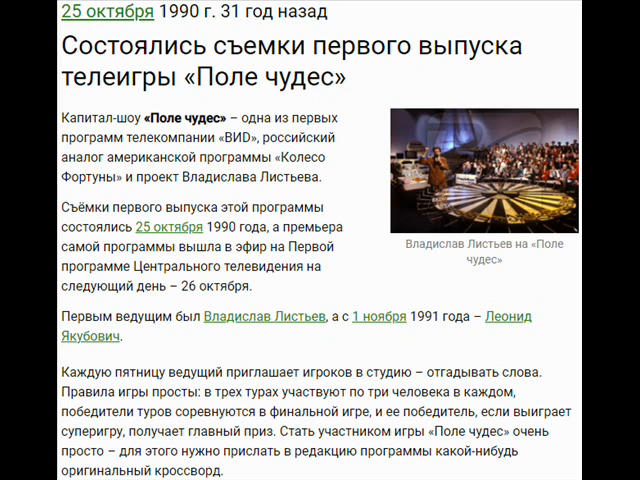 25 октября 1990 г. 31 год назад
Состоялись съемки первого выпуска
телеигры «Поле чудес»
Капитал-шоу «Поле чудес» – одна из первых
программ телекомпании «ВИD», российский
аналог американской программы «Колесо
Фортуны» и проект Владислава Листьева.
Съёмки первого выпуска этой программы
состоялись 25 октября 1990 года, а премьера
самой программы вышла в эфир на Первой
программе Центрального телевидения на
следующий день – 26 октября.
Владислав Листьев на «Поле
чудес»
Первым ведущим был Владислав Листьев, а с 1 ноября 1991 года – Леонид
Якубович.
Каждую пятницу ведущий приглашает игроков в студию – отгадывать слова.
Правила игры просты: в трех турах участвуют по три человека в каждом,
победители туров соревнуются в финальной игре, и ее победитель, если выиграет
суперигру, получает главный приз. Стать участником игры «Поле чудес» очень
просто – для этого нужно прислать в редакцию программы какой-нибудь
оригинальный кроссворд.